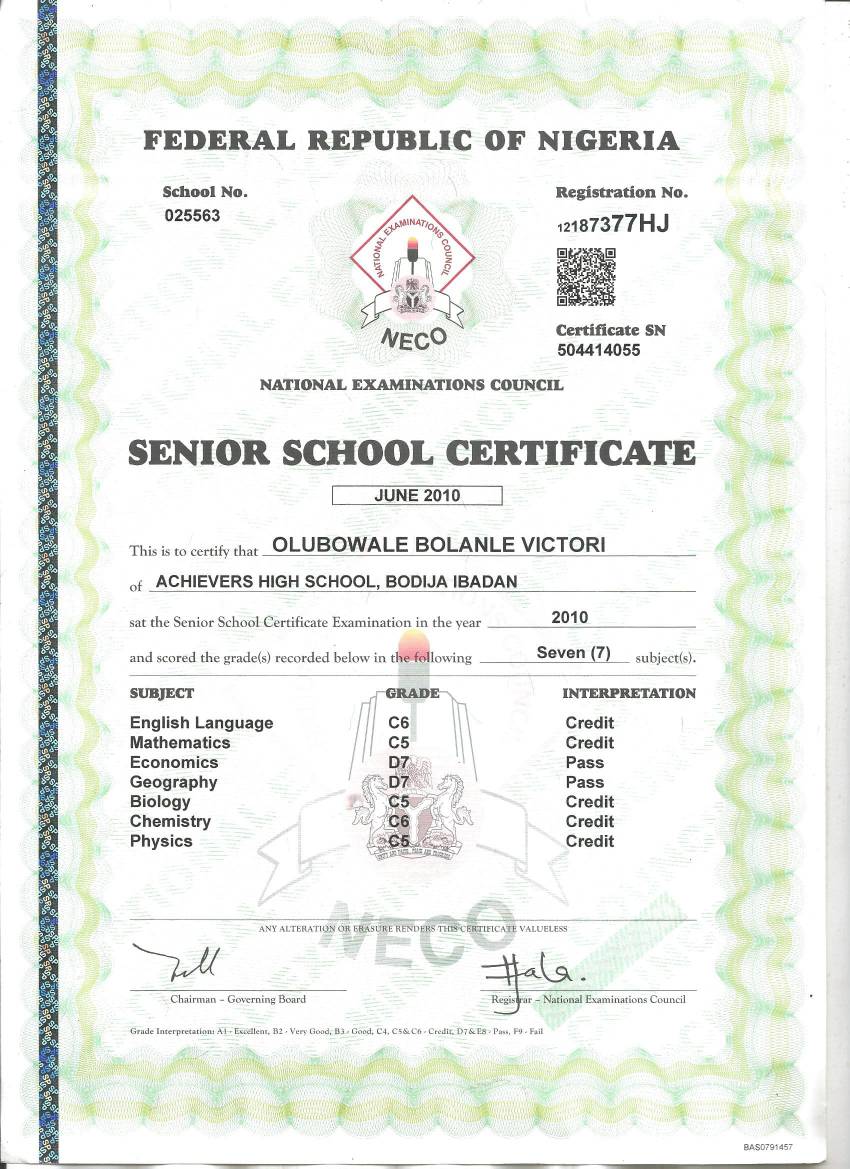 FEDERAL REPUBLIC OF NIGERIA
School No.
025563
Registration No.
12187377HJ
NATIONAL EXAMINATIONS COUNCIL
NECO
Certificate SN
504414055
NATIONAL EXAMINATIONS COUNCIL
SENIOR SCHOOL CERTIFICATE
JUNE 2010
This is to certify that OLUBOWALE BOLANLE VICTORI
of ACHIEVERS HIGH SCHOOL, BODIJA IBADAN
sat the Senior School Certificate Examination in the year 2010
and scored the grade(s) recorded below in the following Seven (7) subject(s).
SUBJECT GRADE INTERPRETATION
English Language C6 Credit
Mathematics C5 Credit
Economics D7 Pass
Geography D7 Pass
Biology C5 Credit
Chemistry C6 Credit
Physics C5 Credit
NECO
ANY ALTERATION OR ERASURE RENDERS THIS CERTIFICATE VALUELESS
Chairman – Governing Board
Registrar – National Examinations Council
Grade Interpretation: A1 - Excellent, B2 - Very Good, B3 - Good, C4, C5 & C6 - Credit, D7 & E8 - Pass, F9 - Fail
BAS0791457